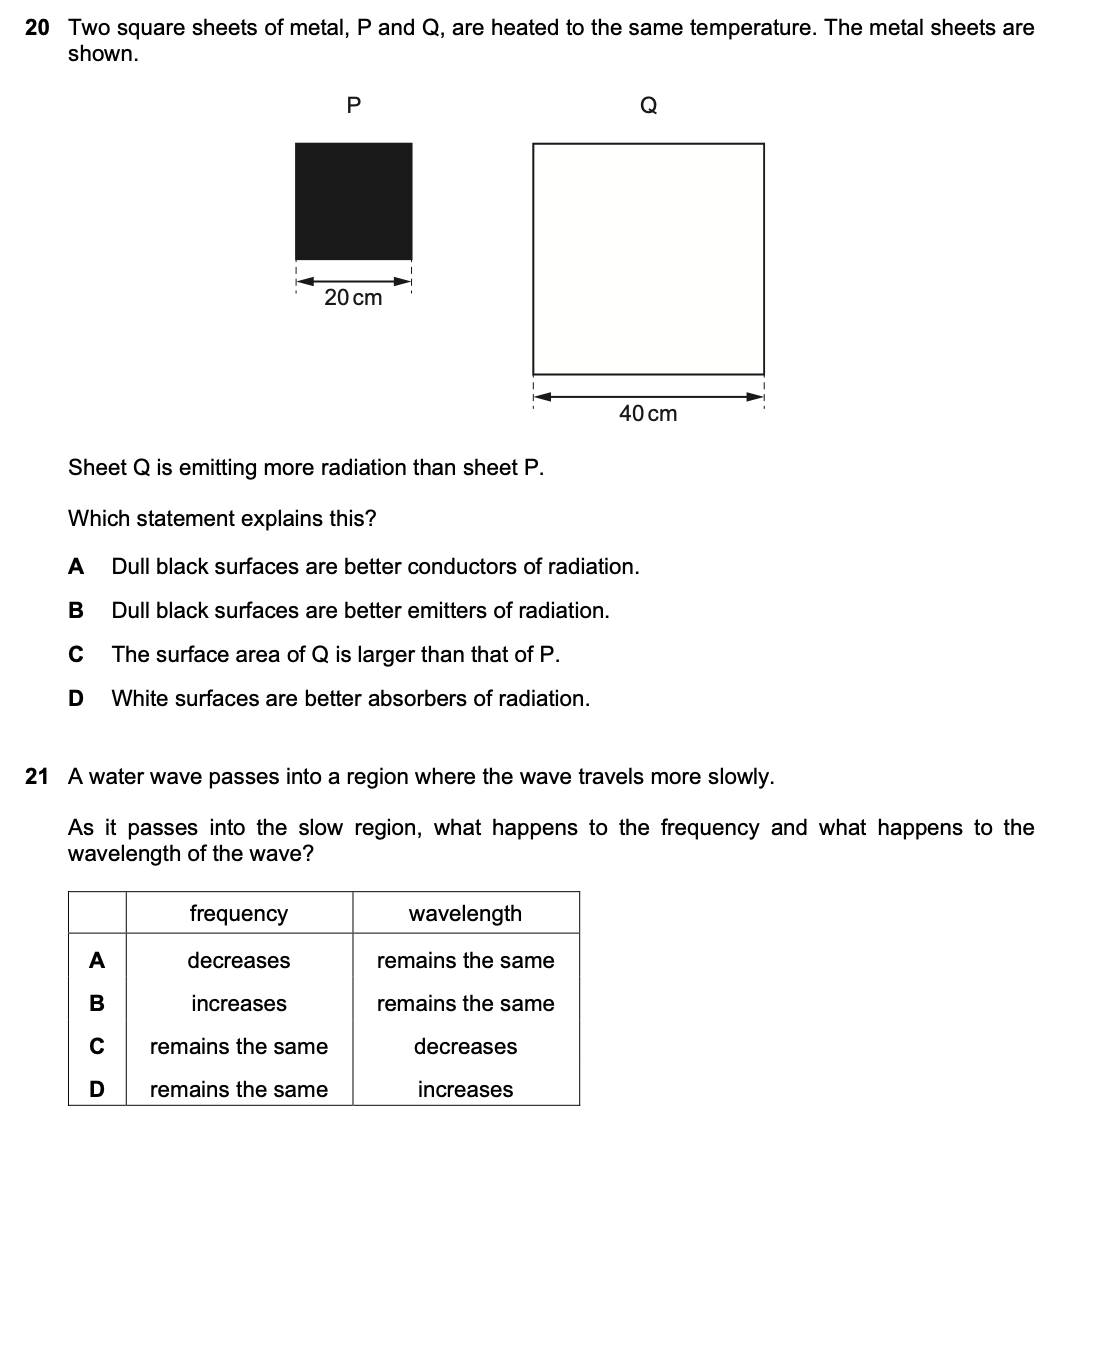 20 Two square sheets of metal, P and Q, are heated to the same temperature. The metal sheets are
shown.
P
Q
20 cm
40 cm
Sheet Q is emitting more radiation than sheet P.
Which statement explains this?
A Dull black surfaces are better conductors of radiation.
B Dull black surfaces are better emitters of radiation.
C The surface area of Q is larger than that of P.
D White surfaces are better absorbers of radiation.
21 A water wave passes into a region where the wave travels more slowly.
As it passes into the slow region, what happens to the frequency and what happens to the
wavelength of the wave?
frequency wavelength
A decreases remains the same
B increases remains the same
C remains the same decreases
D remains the same increases